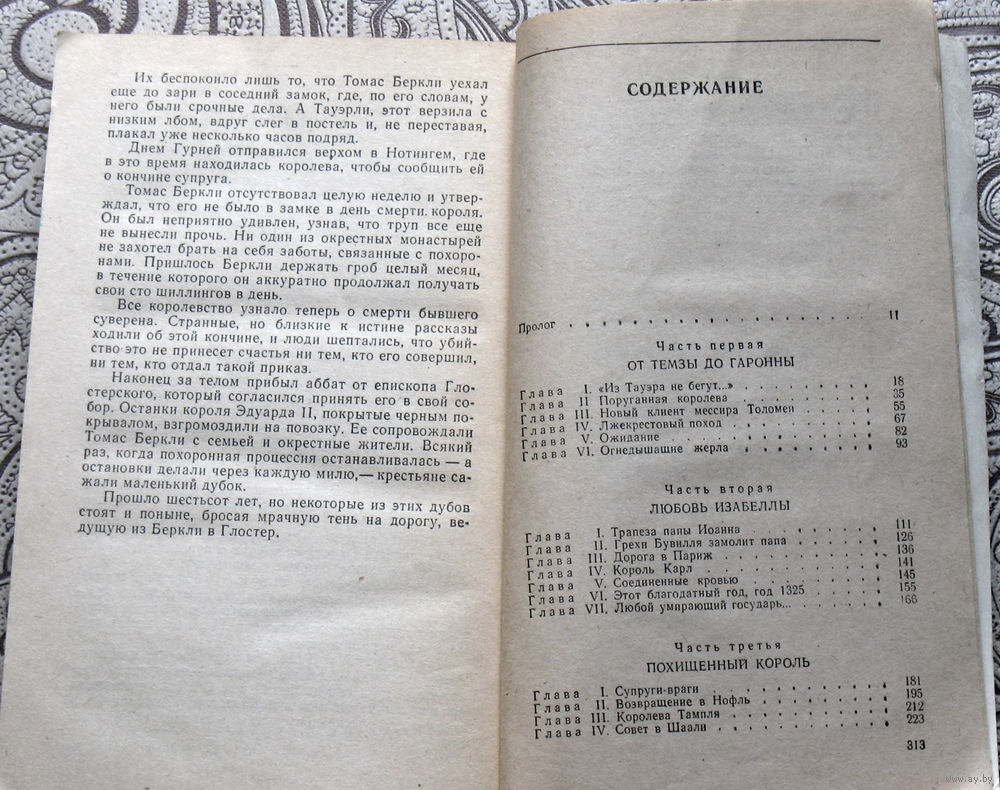 Их беспокоило лишь то, что Томас Беркли уехал
еще до зари в соседний замок, где, по его словам, у
него были срочные дела. А Тауэрли, этот верзила с
низким лбом, вдруг слег в постель и, не переставая,
плакал уже несколько часов подряд.
Днем Гурней отправился верхом в Нотингем, где
в это время находилась королева, чтобы сообщить ей
о кончине супруга.
Томас Беркли отсутствовал целую неделю и утвер-
ждал, что его не было в замке в день смерти короля.
Он был неприятно удивлен, узнав, что труп все еще
не вынесли прочь. Ни один из окрестных монастырей
не захотел брать на себя заботы, связанные с похоро-
нами. Пришлось Беркли держать гроб целый месяц,
в течение которого он аккуратно продолжал получать
свои сто шиллингов в день.
Все королевство узнало теперь о смерти бывшего
суверена. Странные, но близкие к истине рассказы
ходили об этой кончине, и люди шептались, что убий-
ство это не принесет счастья ни тем, кто его совершил,
ни тем, кто отдал такой приказ.
Наконец за телом прибыл аббат от епископа Гло-
стерского, который согласился принять его в свой со-
бор. Останки короля Эдуарда II, покрытые черным по-
крывалом, взгромоздили на повозку. Ее сопровождали
Томас Беркли с семьей и окрестные жители. Всякий
раз, когда похоронная процессия останавливалась — а
остановки делали через каждую милю,— крестьяне са-
жали маленький дубок.
Прошло шестьсот лет, но некоторые из этих дубов
стоят и поныне, бросая мрачную тень на дорогу, ве-
дущую из Беркли в Глостер.
СОДЕРЖАНИЕ
Пролог . . . . . . . . . . . . . . . . 11
Часть первая
ОТ ТЕМЗЫ ДО ГАРОННЫ
Глава I. «Из Тауэра не бегут...» . . . . . . . . 18
Глава II Поруганная королева . . . . . . . . 35
Глава III. Новый клиент мессира Толомеи . . . . . 55
Глава IV. Лжекрестовый поход . . . . . . . . 67
Глава V. Ожидание . . . . . . . . . . 82
Глава VI. Огнедышащие жерла . . . . . . . . 93
Часть вторая
ЛЮБОВЬ ИЗАБЕЛЛЫ
Глава I. Трапеза папы Иоанна . . . . . . . . 111
Глава II. Грехи Бувилля замолит папа . . . . . . 126
Глава III. Дорога в Париж . . . . . . . . . 136
Глава IV. Король Карл . . . . . . . . . . 141
Глава V. Соединенные кровью . . . . . . . . 145
Глава VI. Этот благодатный год, год 1325 . . . . . 155
Глава VII. Любой умирающий государь... . . . . . 166
Часть третья
ПОХИЩЕННЫЙ КОРОЛЬ
Глава I. Супруги-враги . . . . . . . . . . 181
Глава II. Возвращение в Нофль . . . . . . . . 195
Глава III. Королева Тампля . . . . . . . . . 212
Глава IV. Совет в Шаали . . . . . . . . . . 223
313
www.ay.by